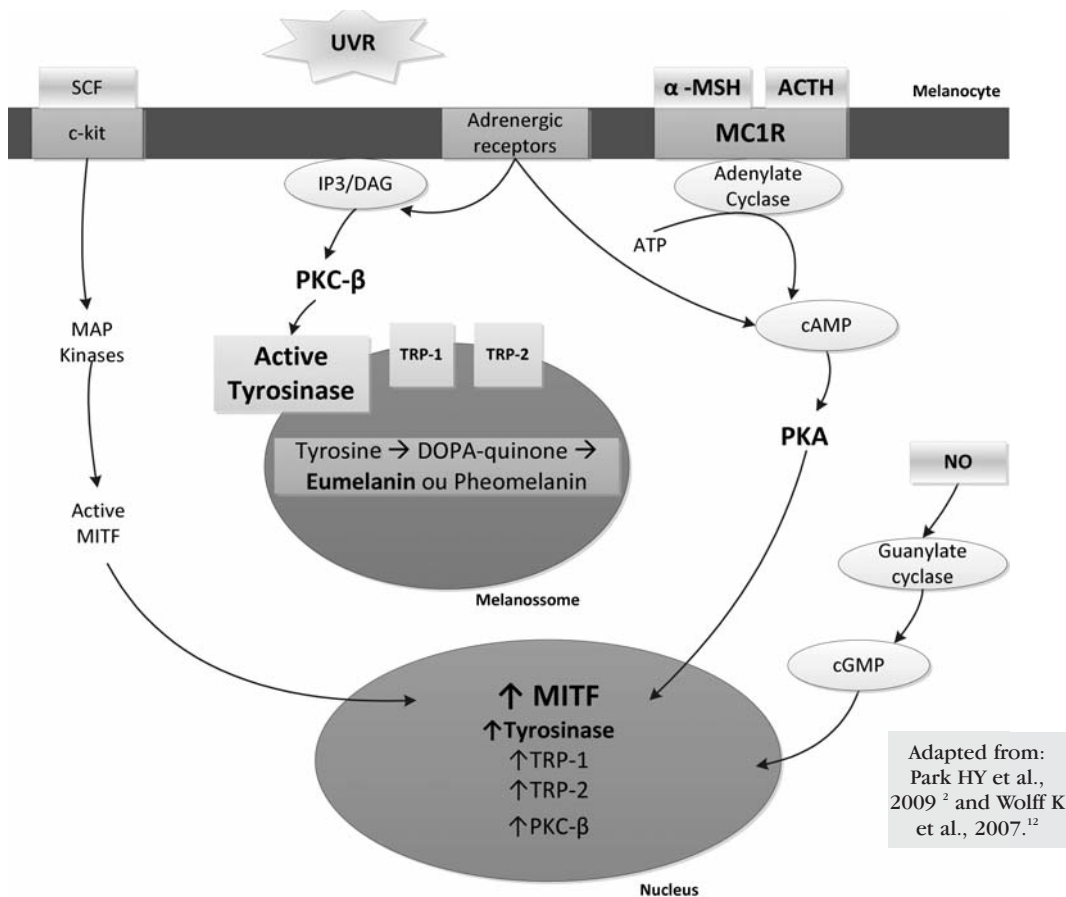 UVR
SCF
α -MSH
ACTH
Melanocyte
c-kit
Adrenergic
receptors
MC1R
IP3/DAG
Adenylate
Cyclase
ATP
PKC-β
cAMP
MAP
Kinases
Active
Tyrosinase
TRP-1
TRP-2
PKA
Tyrosine → DOPA-quinone →
Eumelanin ou Pheomelanin
NO
Active
MITF
Guanylate
cyclase
Melanossome
cGMP
↑ MITF
↑Tyrosinase
↑TRP-1
↑TRP-2
↑PKC-β
Adapted from:
Park HY et al.,
2009 ² and Wolff K
et al., 2007.¹²
Nucleus